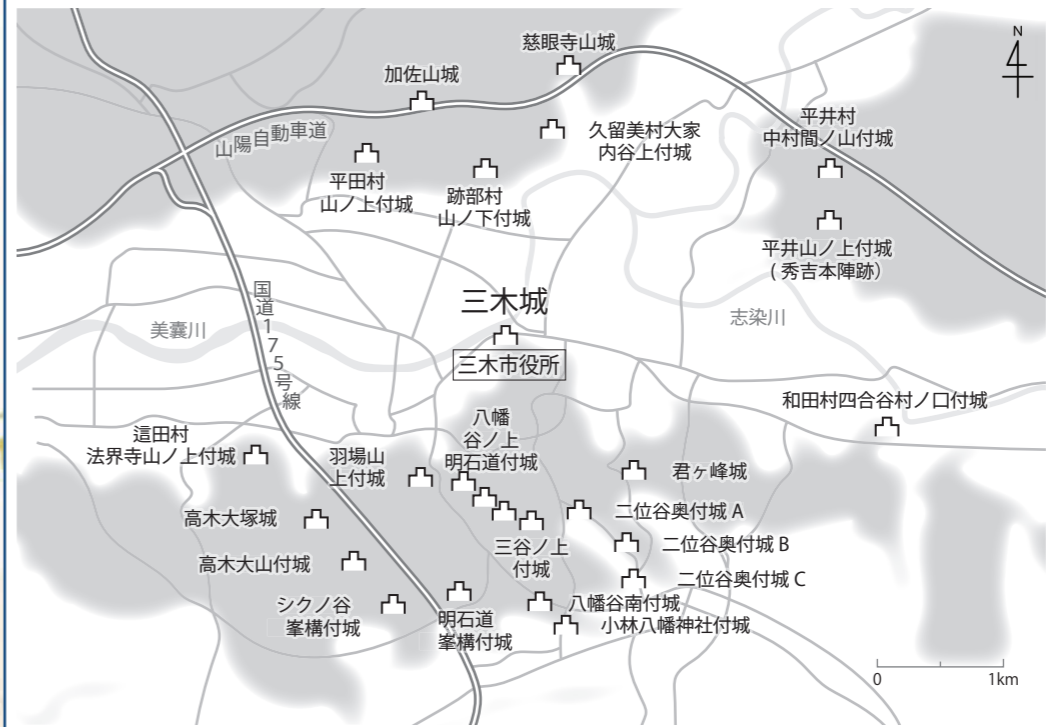 N
慈眼寺山城
加佐山城
山陽自動車道
久留美村大家
内谷上付城
平井村
中村間ノ山付城
平田村
山ノ上付城
跡部村
山ノ下付城
平井山ノ上付城
(秀吉本陣跡)
国道175号線
三木城
美嚢川
志染川
三木市役所
和田村四合谷村ノ口付城
八幡
谷ノ上
明石道付城
這田村
法界寺山ノ上付城
羽場山
上付城
君ヶ峰城
高木大塚城
二位谷奥付城 A
三谷ノ上
付城
二位谷奥付城 B
高木大山付城
二位谷奥付城 C
シクノ谷
峯構付城
明石道
峯構付城
八幡谷南付城
小林八幡神社付城
0 1km